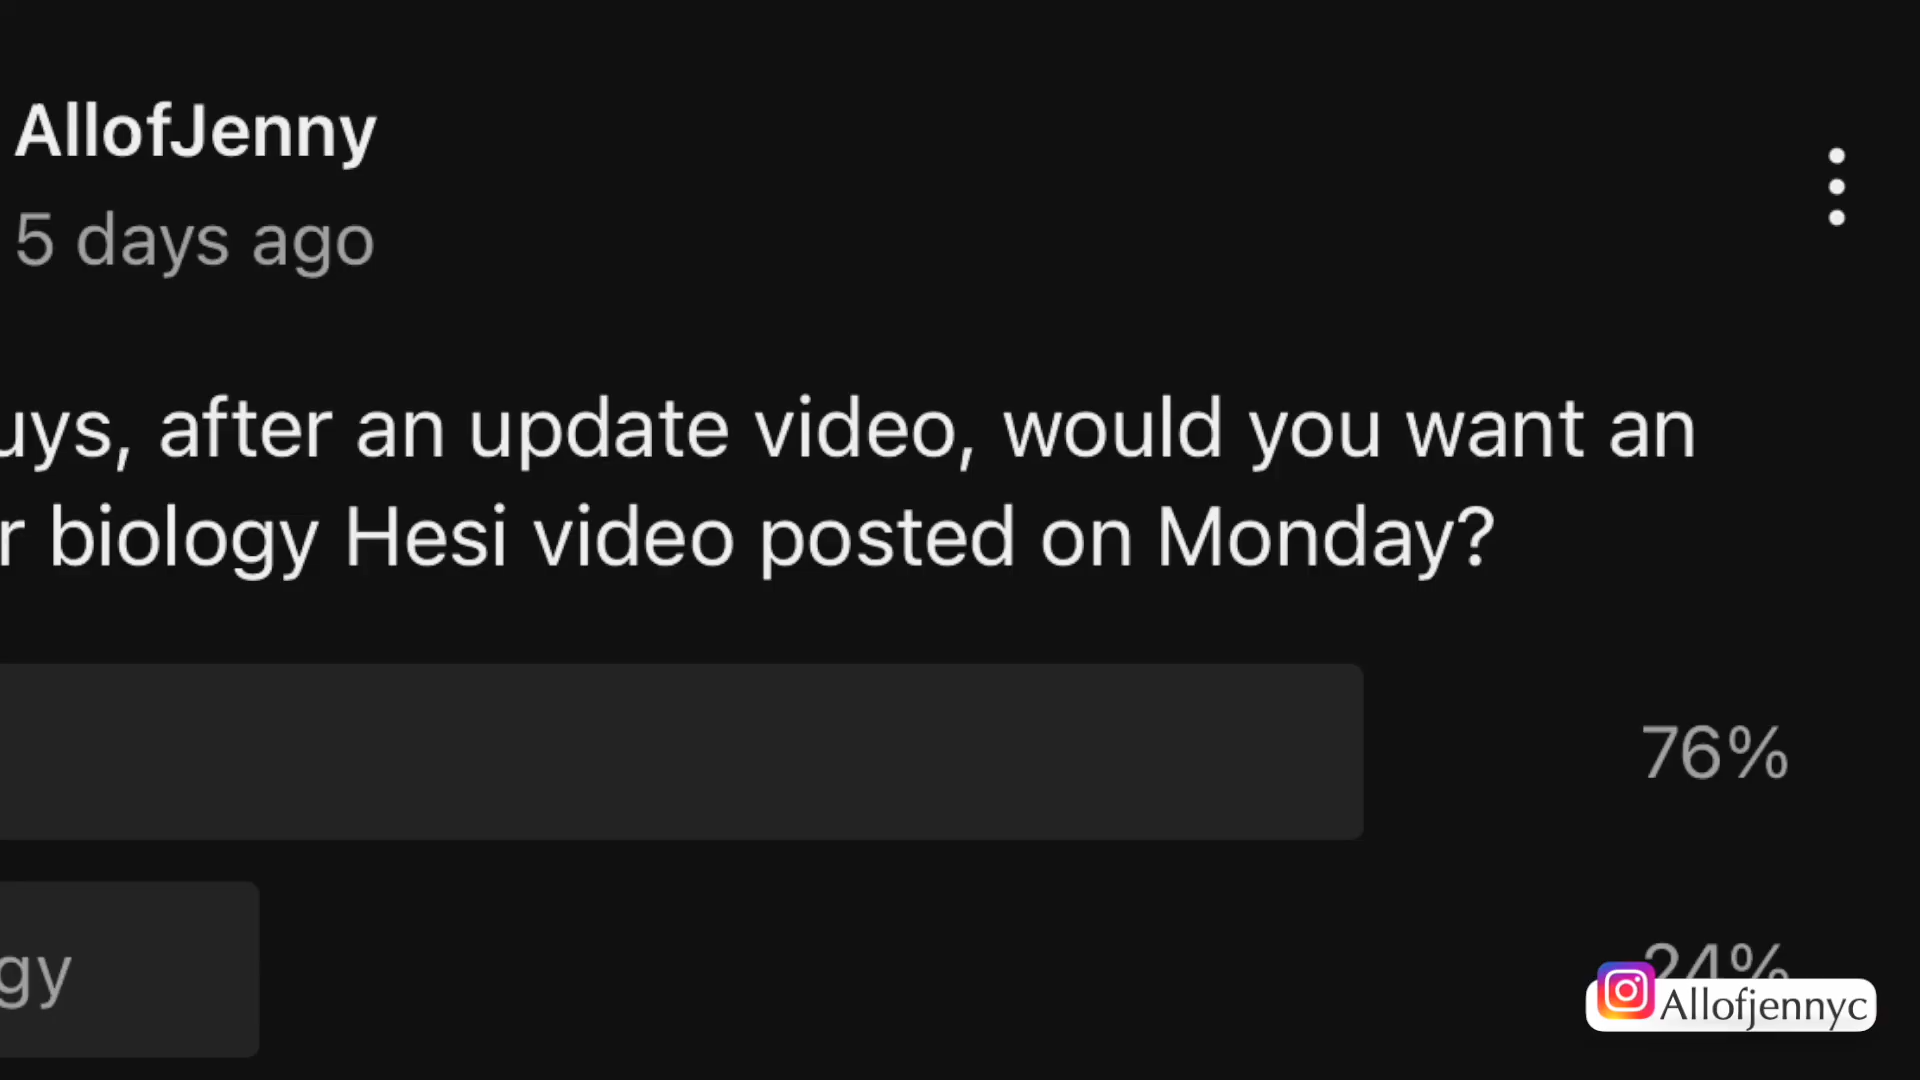 AllofJenny
5 days ago
uys, after an update video, would you want an
r biology Hesi video posted on Monday?
76%
gy
24%
Allofjennyc